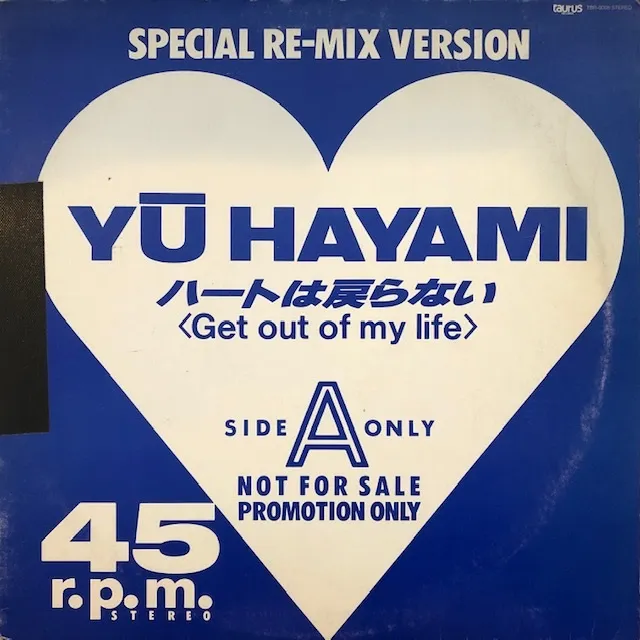 taurus
SPECIAL RE-MIX VERSION
YŪ HAYAMI
ハートは戻らない
〈Get out of my life〉
SIDE A ONLY
NOT FOR SALE
PROMOTION ONLY
45
r.p.m.
STEREO